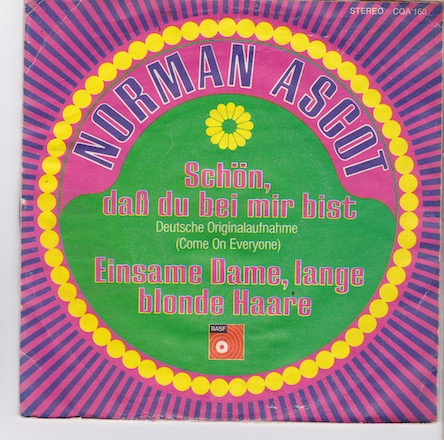 STEREO CQA 160
NORMAN ASCOT
Schön,
daß du bei mir bist
Deutsche Originalaufnahme
(Come On Everyone)
Einsame Dame, lange
blonde Haare
BASF